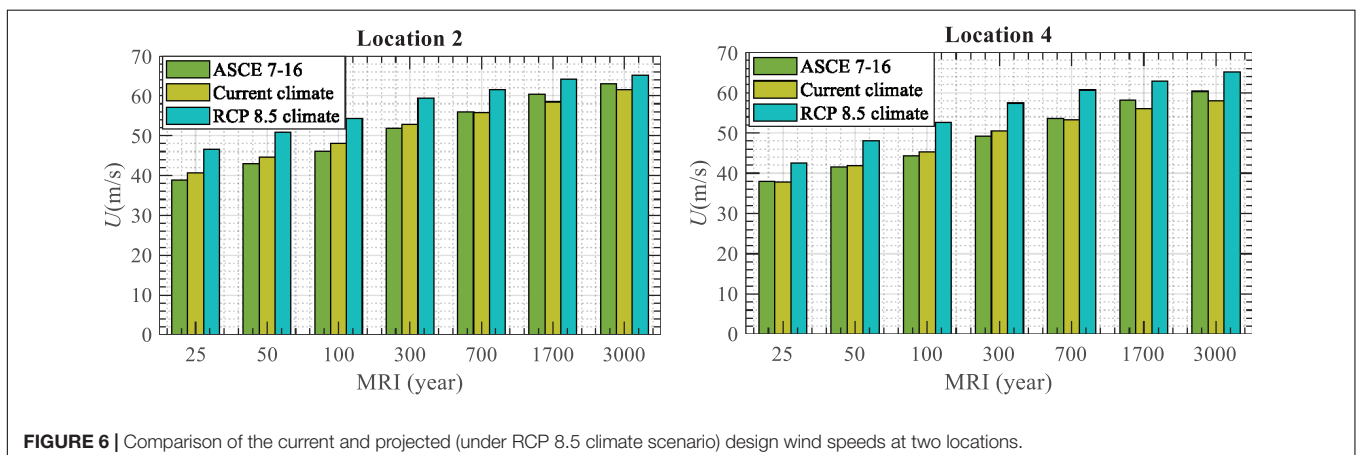 Location 2
ASCE 7-16
Current climate
RCP 8.5 climate
70
60
50
40
30
20
10
0
U(m/s)
25 50 100 300 700 1700 3000
MRI (year)
Location 4
ASCE 7-16
Current climate
RCP 8.5 climate
70
60
50
40
30
20
10
0
U(m/s)
25 50 100 300 700 1700 3000
MRI (year)
FIGURE 6 | Comparison of the current and projected (under RCP 8.5 climate scenario) design wind speeds at two locations.